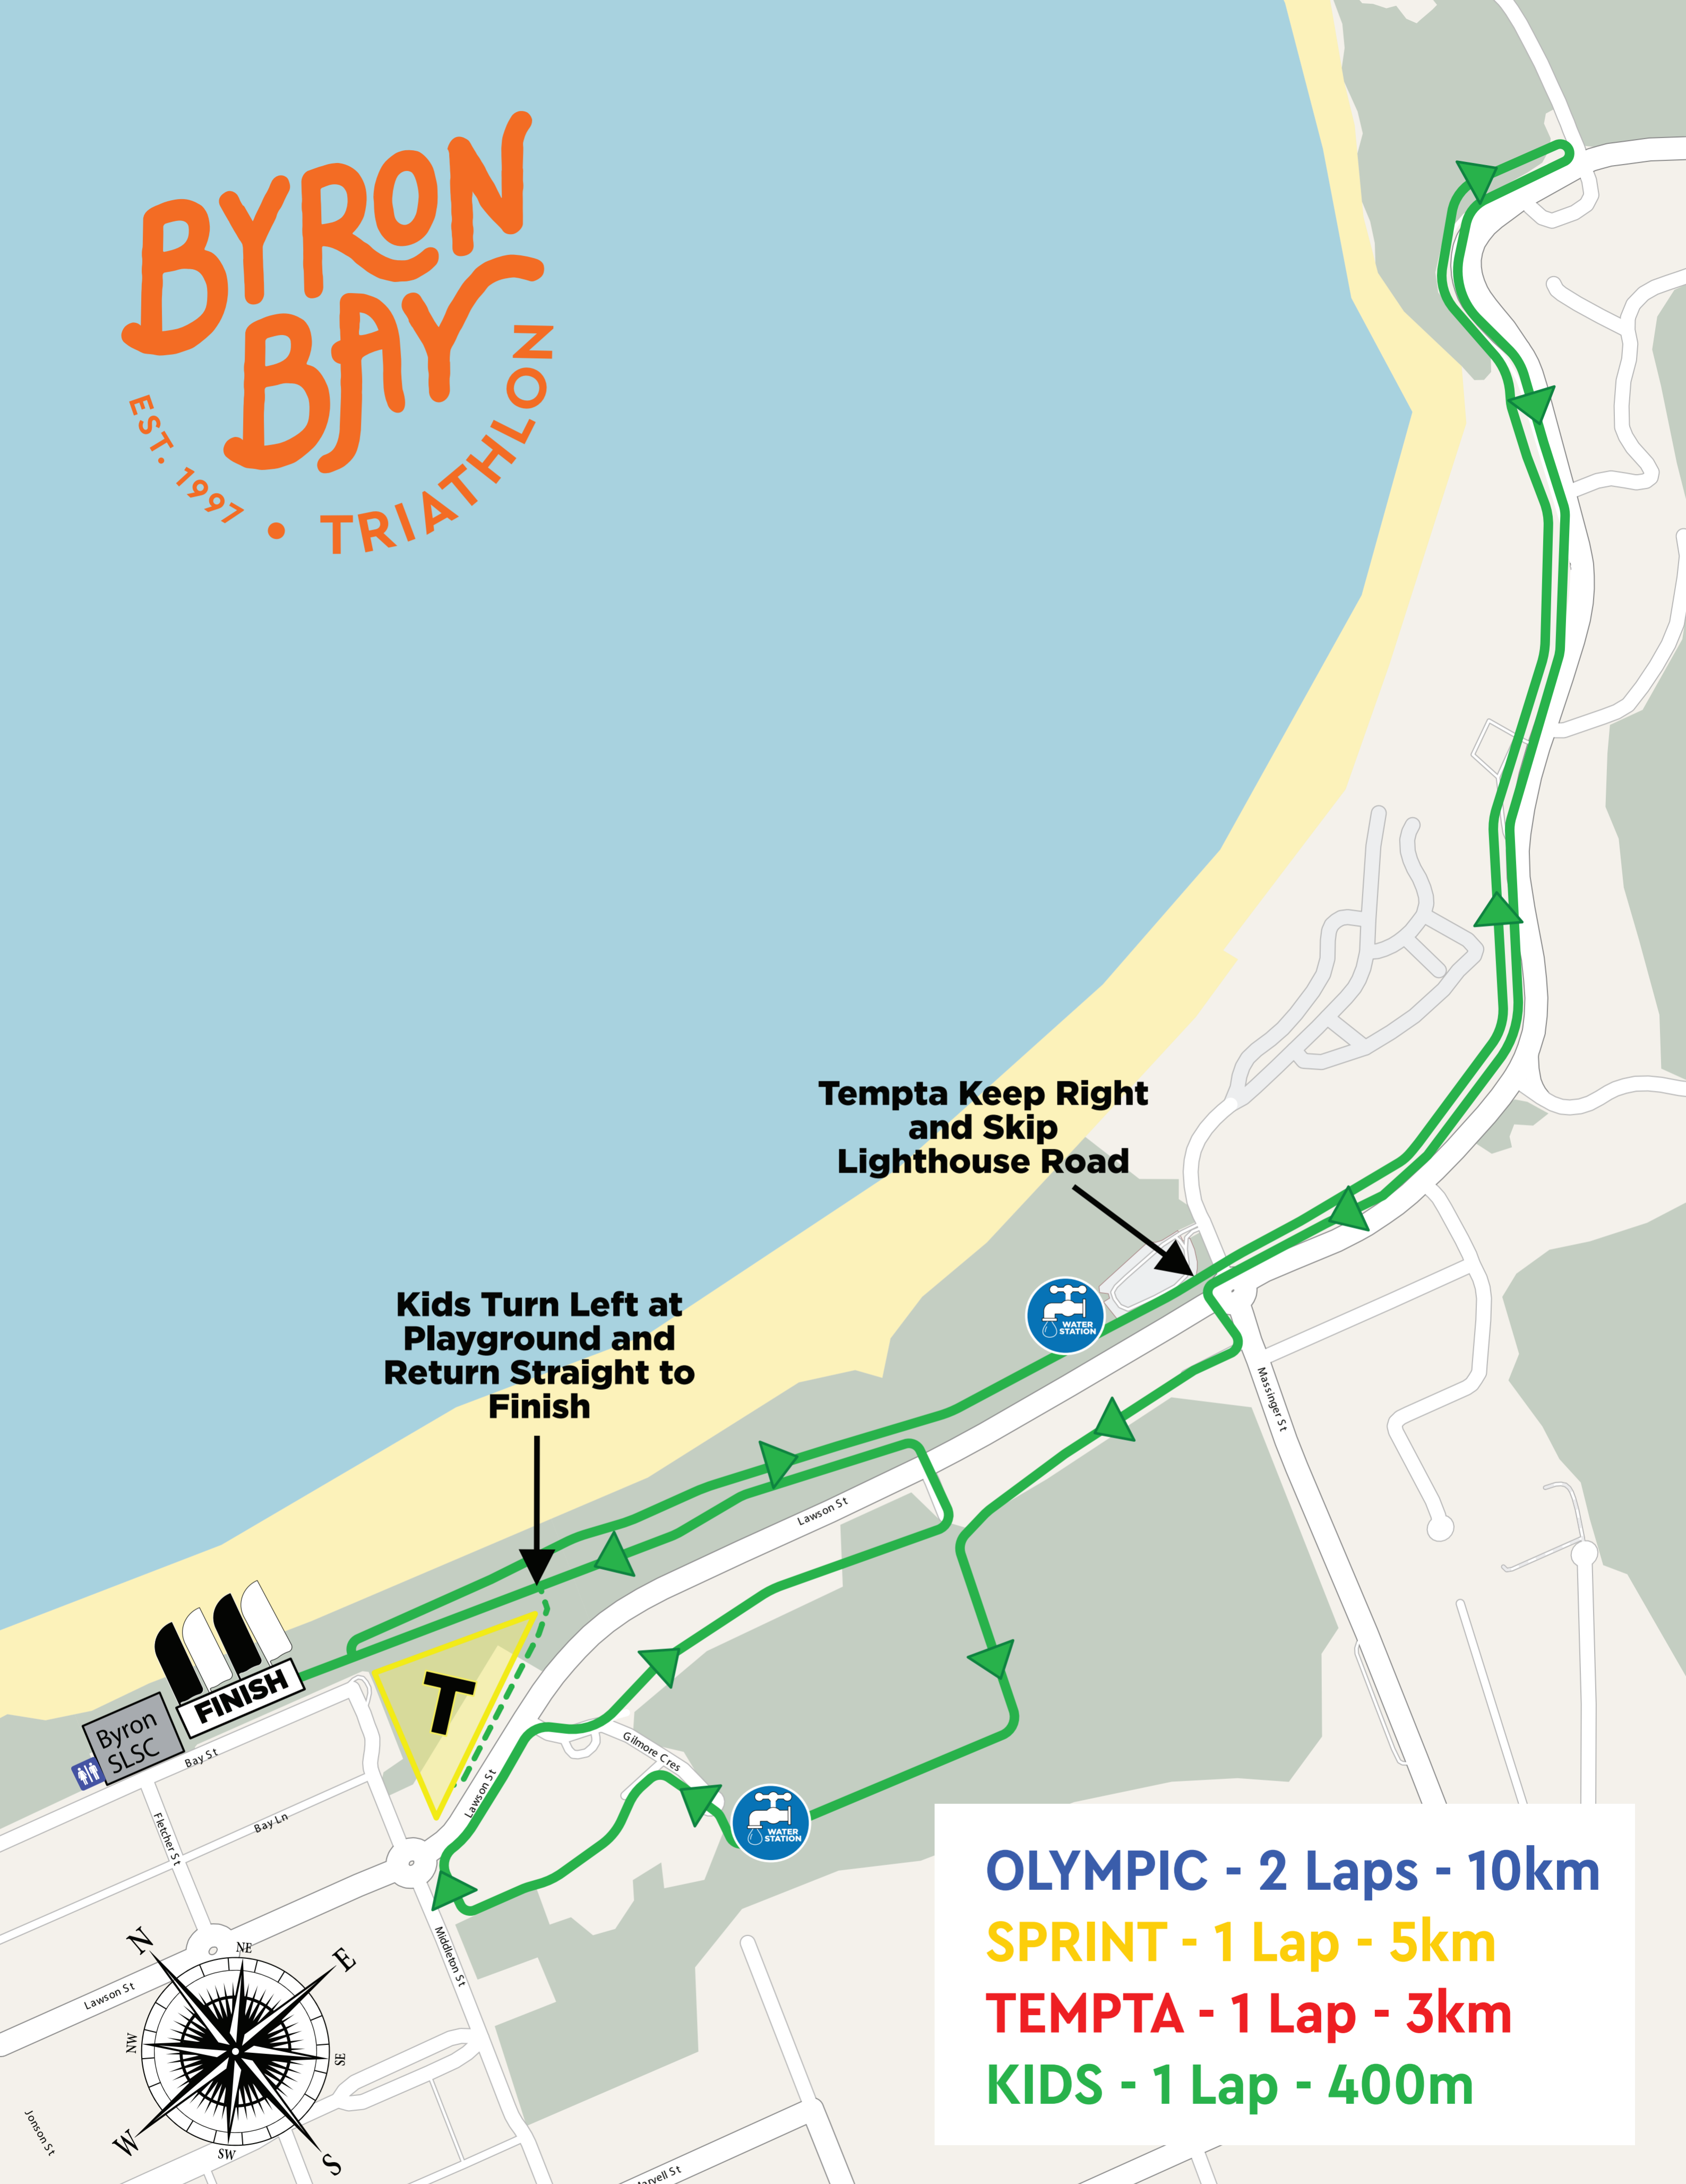 BYRON
BAY
EST. 1997 • TRIATHLON
Tempta Keep Right
and Skip
Lighthouse Road
Kids Turn Left at
Playground and
Return Straight to
Finish
WATER
STATION
Massinger St
Lawson St
FINISH
T
Byron
SLSC
Bay St
Gilmore Cres
Lawson St
WATER
STATION
Fletcher St
Bay Ln
Middleton St
Lawson St
Jonson St
N
NE
E
SE
S
SW
W
NW
OLYMPIC - 2 Laps - 10km
SPRINT - 1 Lap - 5km
TEMPTA - 1 Lap - 3km
KIDS - 1 Lap - 400m